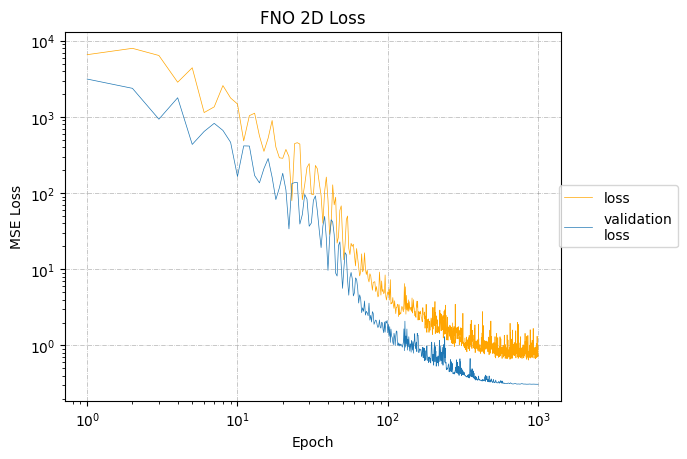 FNO 2D Loss
10⁴
10³
10²
10¹
10⁰
MSE Loss
loss
validation
loss
10⁰
10¹
10²
10³
Epoch